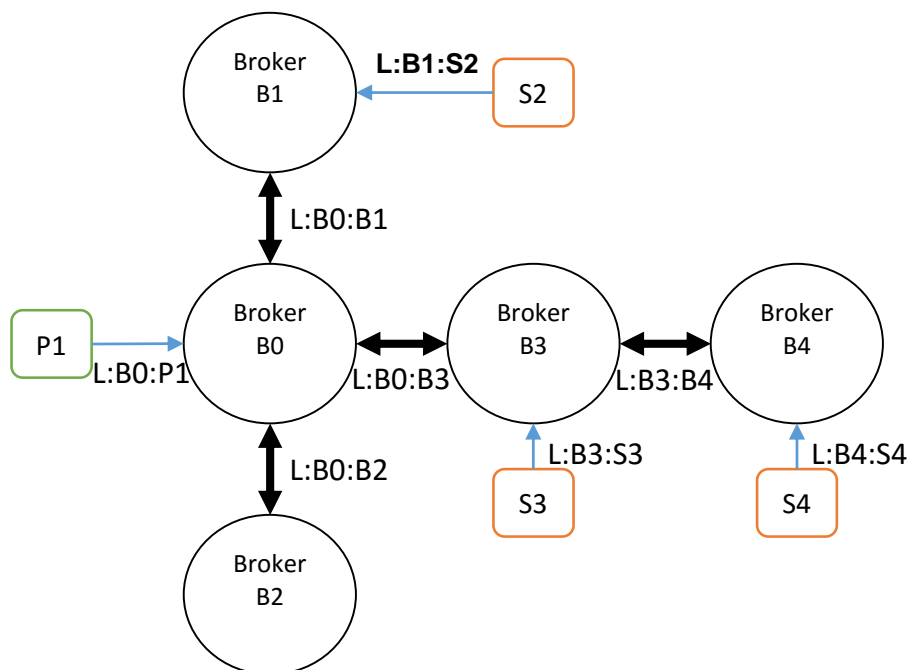 Broker
B1
L:B1:S2
S2
L:B0:B1
P1
L:B0:P1
Broker
B0
L:B0:B3
Broker
B3
L:B3:B4
Broker
B4
L:B0:B2
L:B3:S3
S3
L:B4:S4
S4
Broker
B2